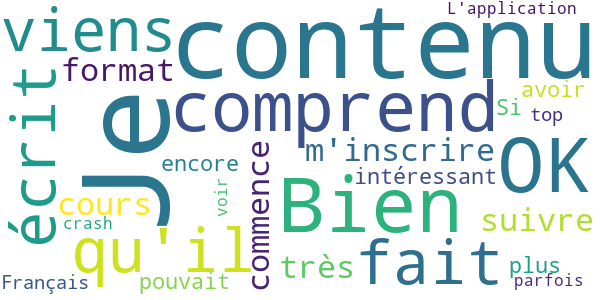 L'application
viens
contenu
format
écrit
Je
comprend
avoir
Si
top
OK
m'inscrire
encore
commence
intéressant
Bien
voir
cours
crash
suivre
qu'il
fait
très
plus
Français
pouvait
parfois